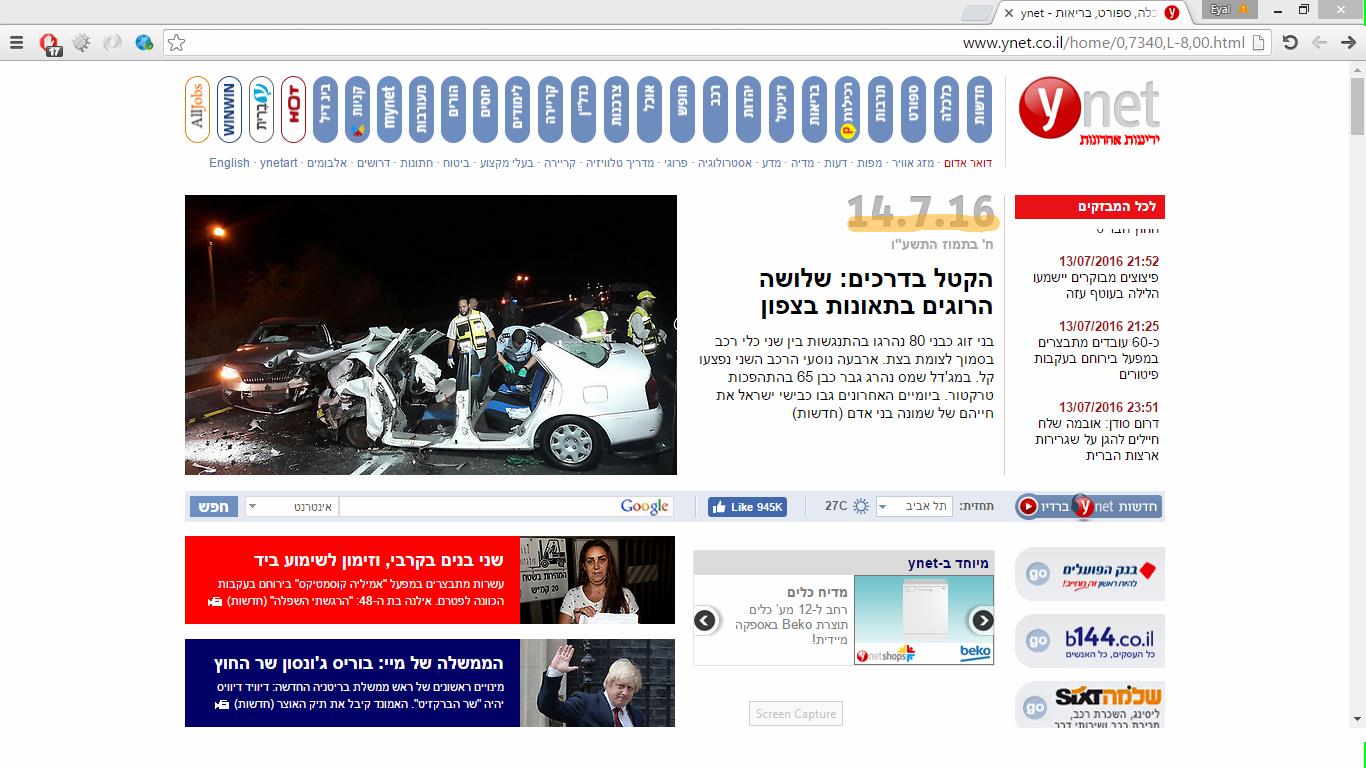 כלה, ספורט, בריאות - ynet
Eyal
www.ynet.co.il/home/0,7340,L-8,00.html
17
ynet
ידיעות אחרונות
חדשות
כלכלה
ספורט
תרבות
רכילות
בריאות
דיגיטל
יהדות
רכב
חופש
אוכל
צרכנות
נדל"ן
קריירה
לימודים
יחסים
הורים
מעורבות
mynet
קניות
ביג דיל
HOT
עברית
WINWIN
AllJobs
דואר אדום · מזג אוויר · מפות · דעות · מדיה · מדע · אסטרולוגיה · פרוגי · מדריך טלוויזיה · קריירה · בעלי מקצוע · ביטוח · חתונות · דרושים · אלבומים · ynetart · English
לכל המבזקים
13/07/2016 21:52
פיצוצים מבוקרים יישמעו
הלילה בעוטף עזה
13/07/2016 21:25
כ-60 עובדים מתבצרים
במפעל בירוחם בעקבות
פיטורים
13/07/2016 23:51
דרום סודן: אובמה שלח
חיילים להגן על שגרירות
ארצות הברית
14.7.16
ח' בתמוז התשע"ו
הקטל בדרכים: שלושה
הרוגים בתאונות בצפון
בני זוג כבני 80 נהרגו בהתנגשות בין שני כלי רכב
בסמוך לצומת בצת. ארבעה נוסעי הרכב השני נפצעו
קל. במג'דל שמס נהרג גבר כבן 65 בהתהפכות
טרקטור. ביומיים האחרונים גבו כבישי ישראל את
חייהם של שמונה בני אדם (חדשות)
חדשות ynet ברדיו
תחזית:
תל אביב
27C
Like 945K
Google
אינטרנט
חפש
בנק הפועלים
להיות ראשון זה מחייב!
go
b144.co.il
כל העסקים, כל האנשים
go
שלמה SIXT
ליסינג, השכרת רכב,
מכירת רכב ושירותי דרך
go
מיוחד ב-ynet
מדיח כלים
רחב ל-12 מע' כלים
תוצרת Beko באספקה
מיידית!
ynetshops
beko
שני בנים בקרבי, וזימון לשימוע ביד
עשרות מתבצרים במפעל "אמיליה קוסמטיקס" בירוחם בעקבות
הכוונה לפטרם. אילנה בת ה-48: "הרגשתי השפלה" (חדשות)
הממשלה של מיי: בוריס ג'ונסון שר החוץ
מינויים ראשונים של ראש ממשלת בריטניה החדשה: דיוויד דיוויס
יהיה "שר הברקזיט". האמונד קיבל את תיק האוצר (חדשות)
Screen Capture